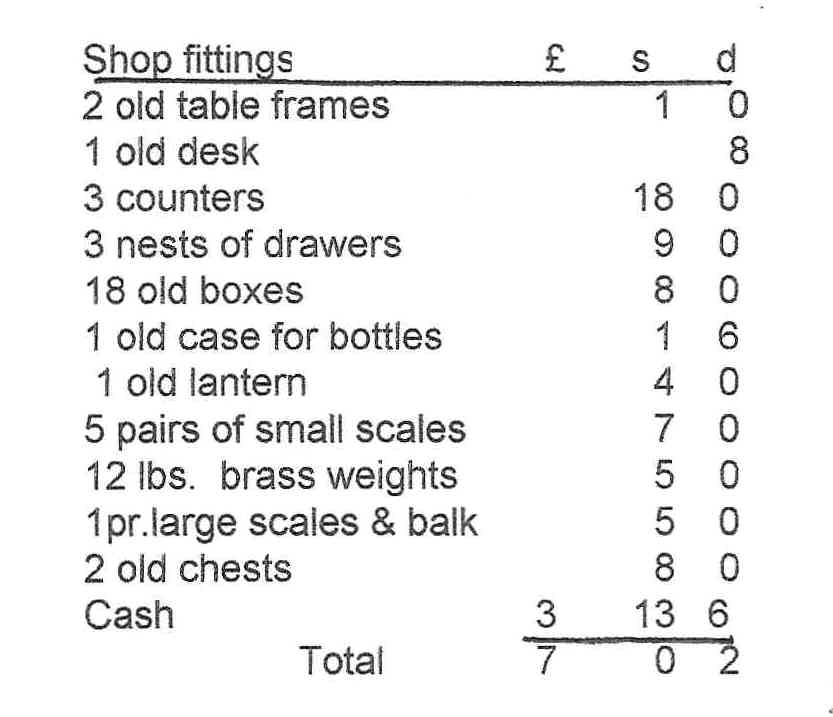 Shop fittings £ s d
2 old table frames 1 0
1 old desk 8
3 counters 18 0
3 nests of drawers 9 0
18 old boxes 8 0
1 old case for bottles 1 6
1 old lantern 4 0
5 pairs of small scales 7 0
12 lbs. brass weights 5 0
1pr.large scales & balk 5 0
2 old chests 8 0
Cash 3 13 6
Total 7 0 2